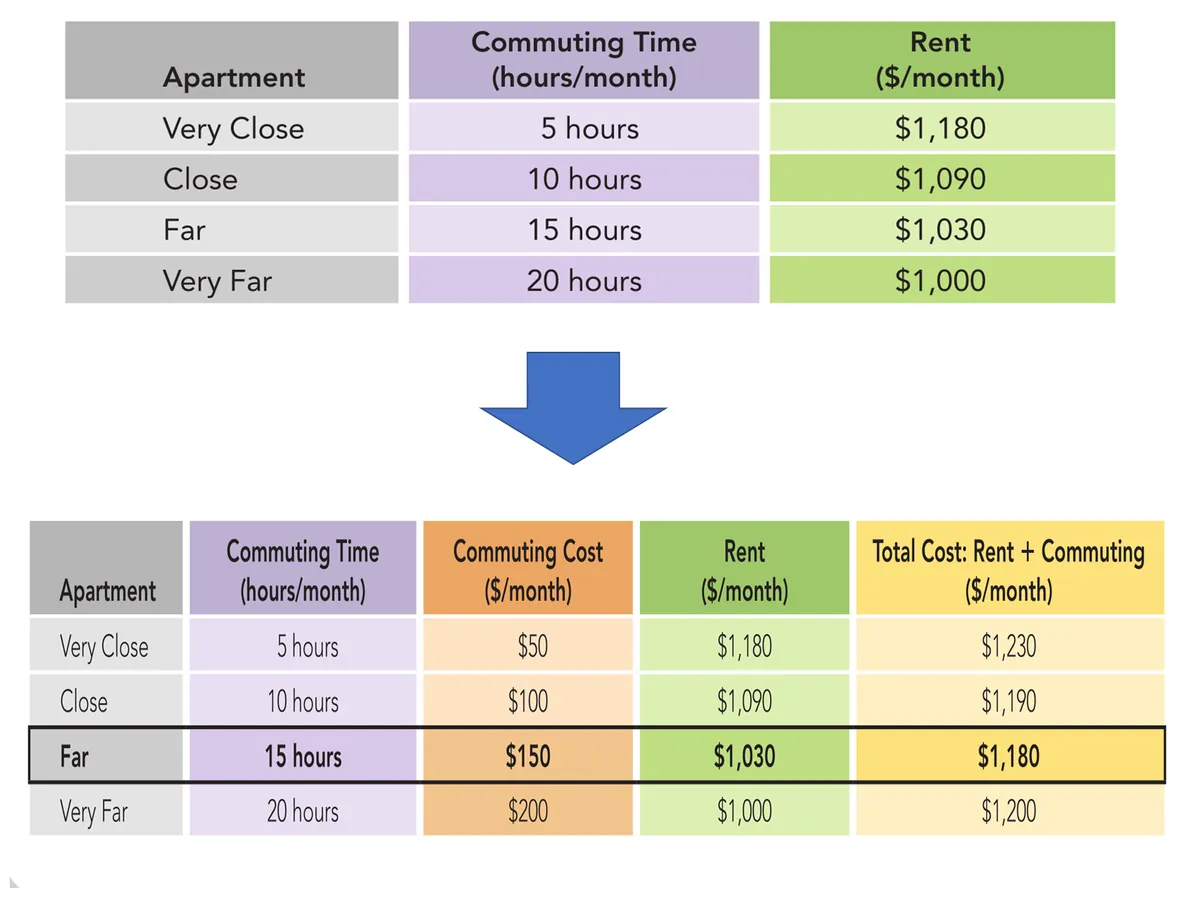 Apartment Commuting Time (hours/month) Rent ($/month)
Very Close 5 hours $1,180
Close 10 hours $1,090
Far 15 hours $1,030
Very Far 20 hours $1,000
Apartment Commuting Time (hours/month) Commuting Cost ($/month) Rent ($/month) Total Cost: Rent + Commuting ($/month)
Very Close 5 hours $50 $1,180 $1,230
Close 10 hours $100 $1,090 $1,190
Far 15 hours $150 $1,030 $1,180
Very Far 20 hours $200 $1,000 $1,200